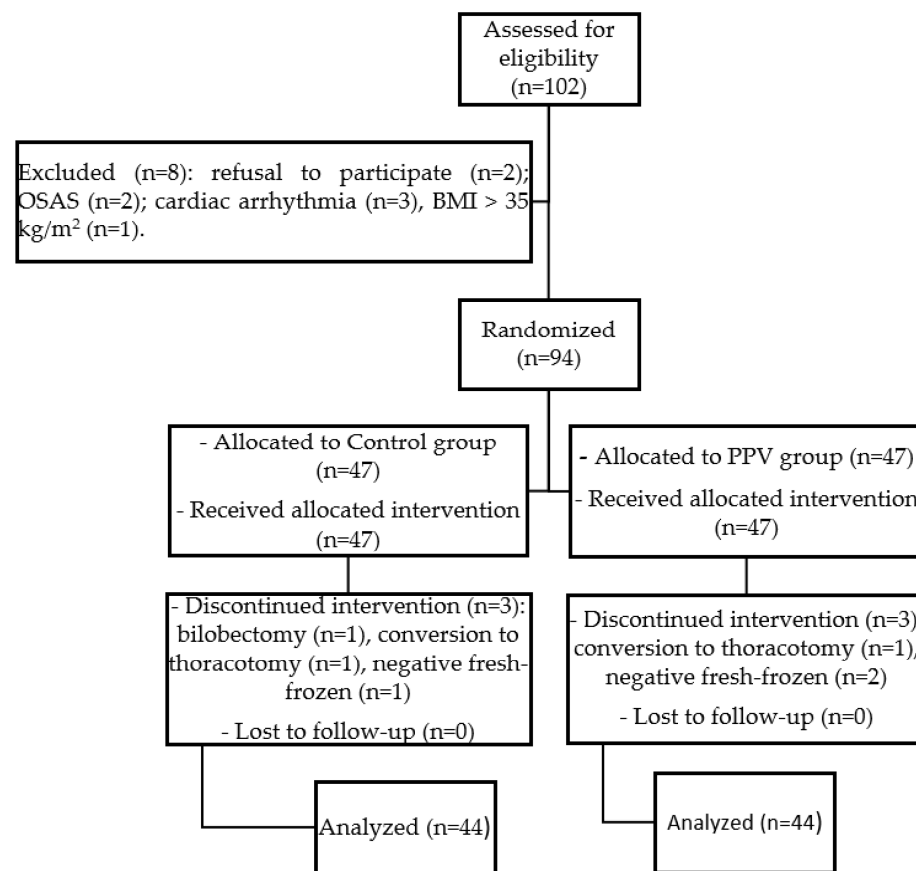 Assessed for
eligibility
(n=102)
Excluded (n=8): refusal to participate (n=2);
OSAS (n=2); cardiac arrhythmia (n=3), BMI > 35
kg/m² (n=1).
Randomized
(n=94)
- Allocated to Control group
(n=47)
- Received allocated intervention
(n=47)
- Allocated to PPV group (n=47)
- Received allocated intervention
(n=47)
- Discontinued intervention (n=3):
bilobectomy (n=1), conversion to
thoracotomy (n=1), negative fresh-
frozen (n=1)
- Lost to follow-up (n=0)
- Discontinued intervention (n=3)
conversion to thoracotomy (n=1),
negative fresh-frozen (n=2)
- Lost to follow-up (n=0)
Analyzed (n=44)
Analyzed (n=44)